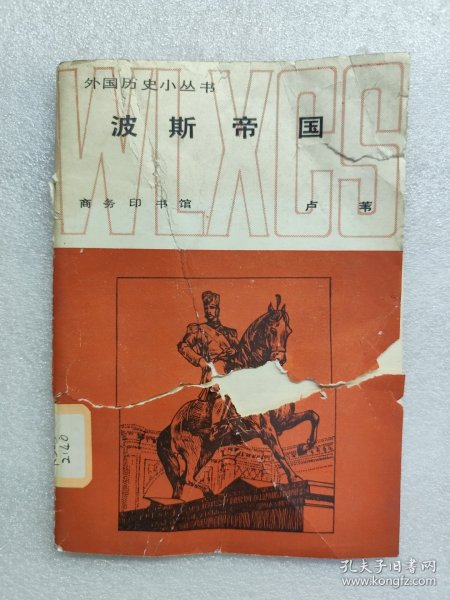 外国历史小丛书
WLXCS
波斯帝国
商务印书馆 卢苇
2140
孔夫子旧书网
www.kongfz.com